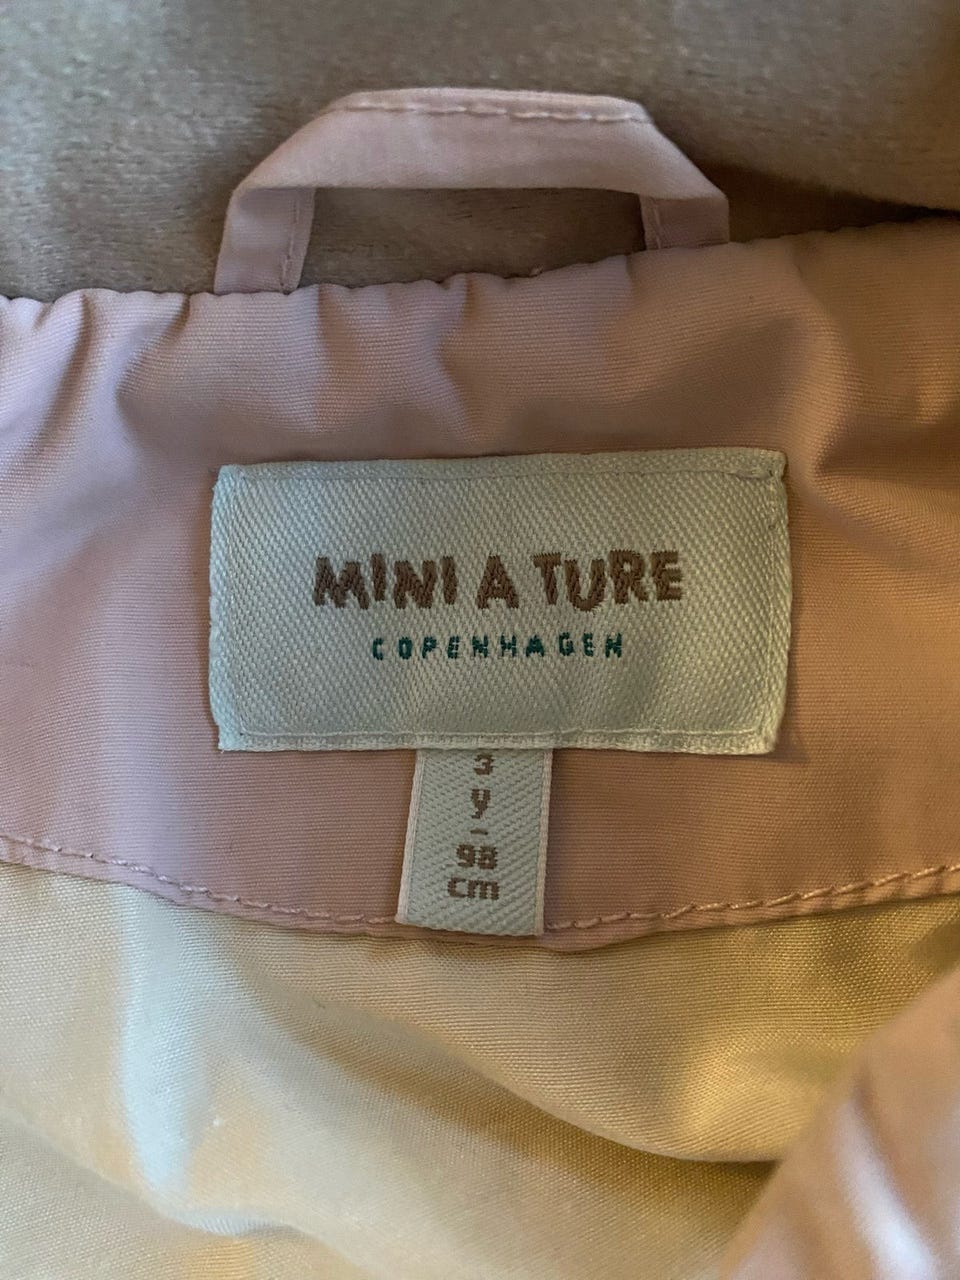 MINI A TURE
COPENHAGEN
3
y
-
98
cm